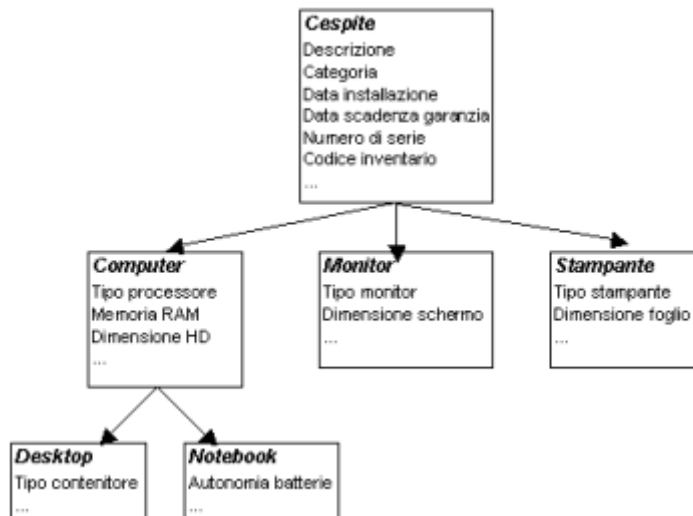 Cespite
Descrizione
Categoria
Data installazione
Data scadenza garanzia
Numero di serie
Codice inventario
...
Computer
Tipo processore
Memoria RAM
Dimensione HD
...
Monitor
Tipo monitor
Dimensione schermo
...
Stampante
Tipo stampante
Dimensione foglio
...
Desktop
Tipo contenitore
...
Notebook
Autonomia batterie
...